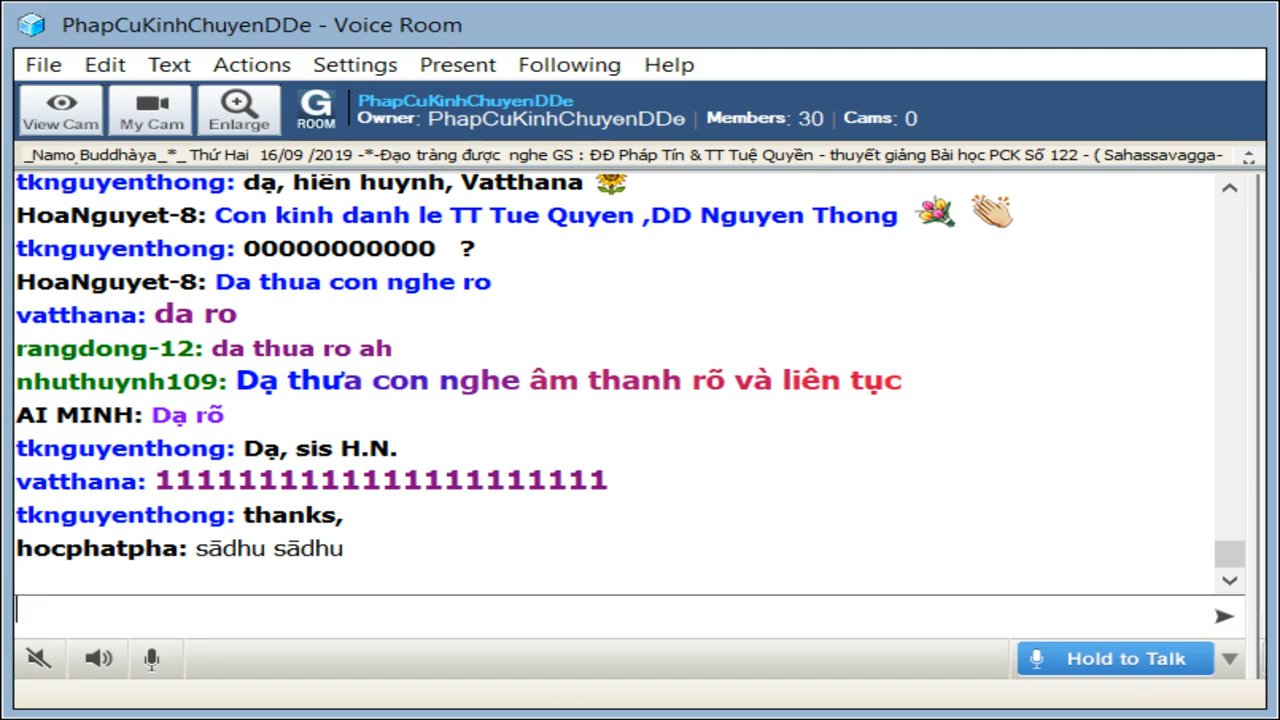 PhapCuKinhChuyenDDe - Voice Room
File Edit Text Actions Settings Present Following Help
View Cam My Cam Enlarge G ROOM
PhapCuKinhChuyenDDe
Owner: PhapCuKinhChuyenDDe | Members: 30 | Cams: 0
_Namo Buddhàya_*_ Thứ Hai 16/09 /2019 -*-Đạo tràng được nghe GS : ĐĐ Pháp Tín & TT Tuệ Quyền - thuyết giảng Bài học PCK Số 122 - ( Sahassavagga-
tknguyenthong: dạ, hiền huynh, Vatthana
HoaNguyet-8: Con kinh danh le TT Tue Quyen ,DD Nguyen Thong
tknguyenthong: 00000000000 ?
HoaNguyet-8: Da thua con nghe ro
vatthana: da ro
rangdong-12: da thua ro ah
nhuthuynh109: Dạ thưa con nghe âm thanh rõ và liên tục
AI MINH: Dạ rõ
tknguyenthong: Dạ, sis H.N.
vatthana: 1111111111111111111111
tknguyenthong: thanks,
hocphatpha: sādhu sādhu
Hold to Talk